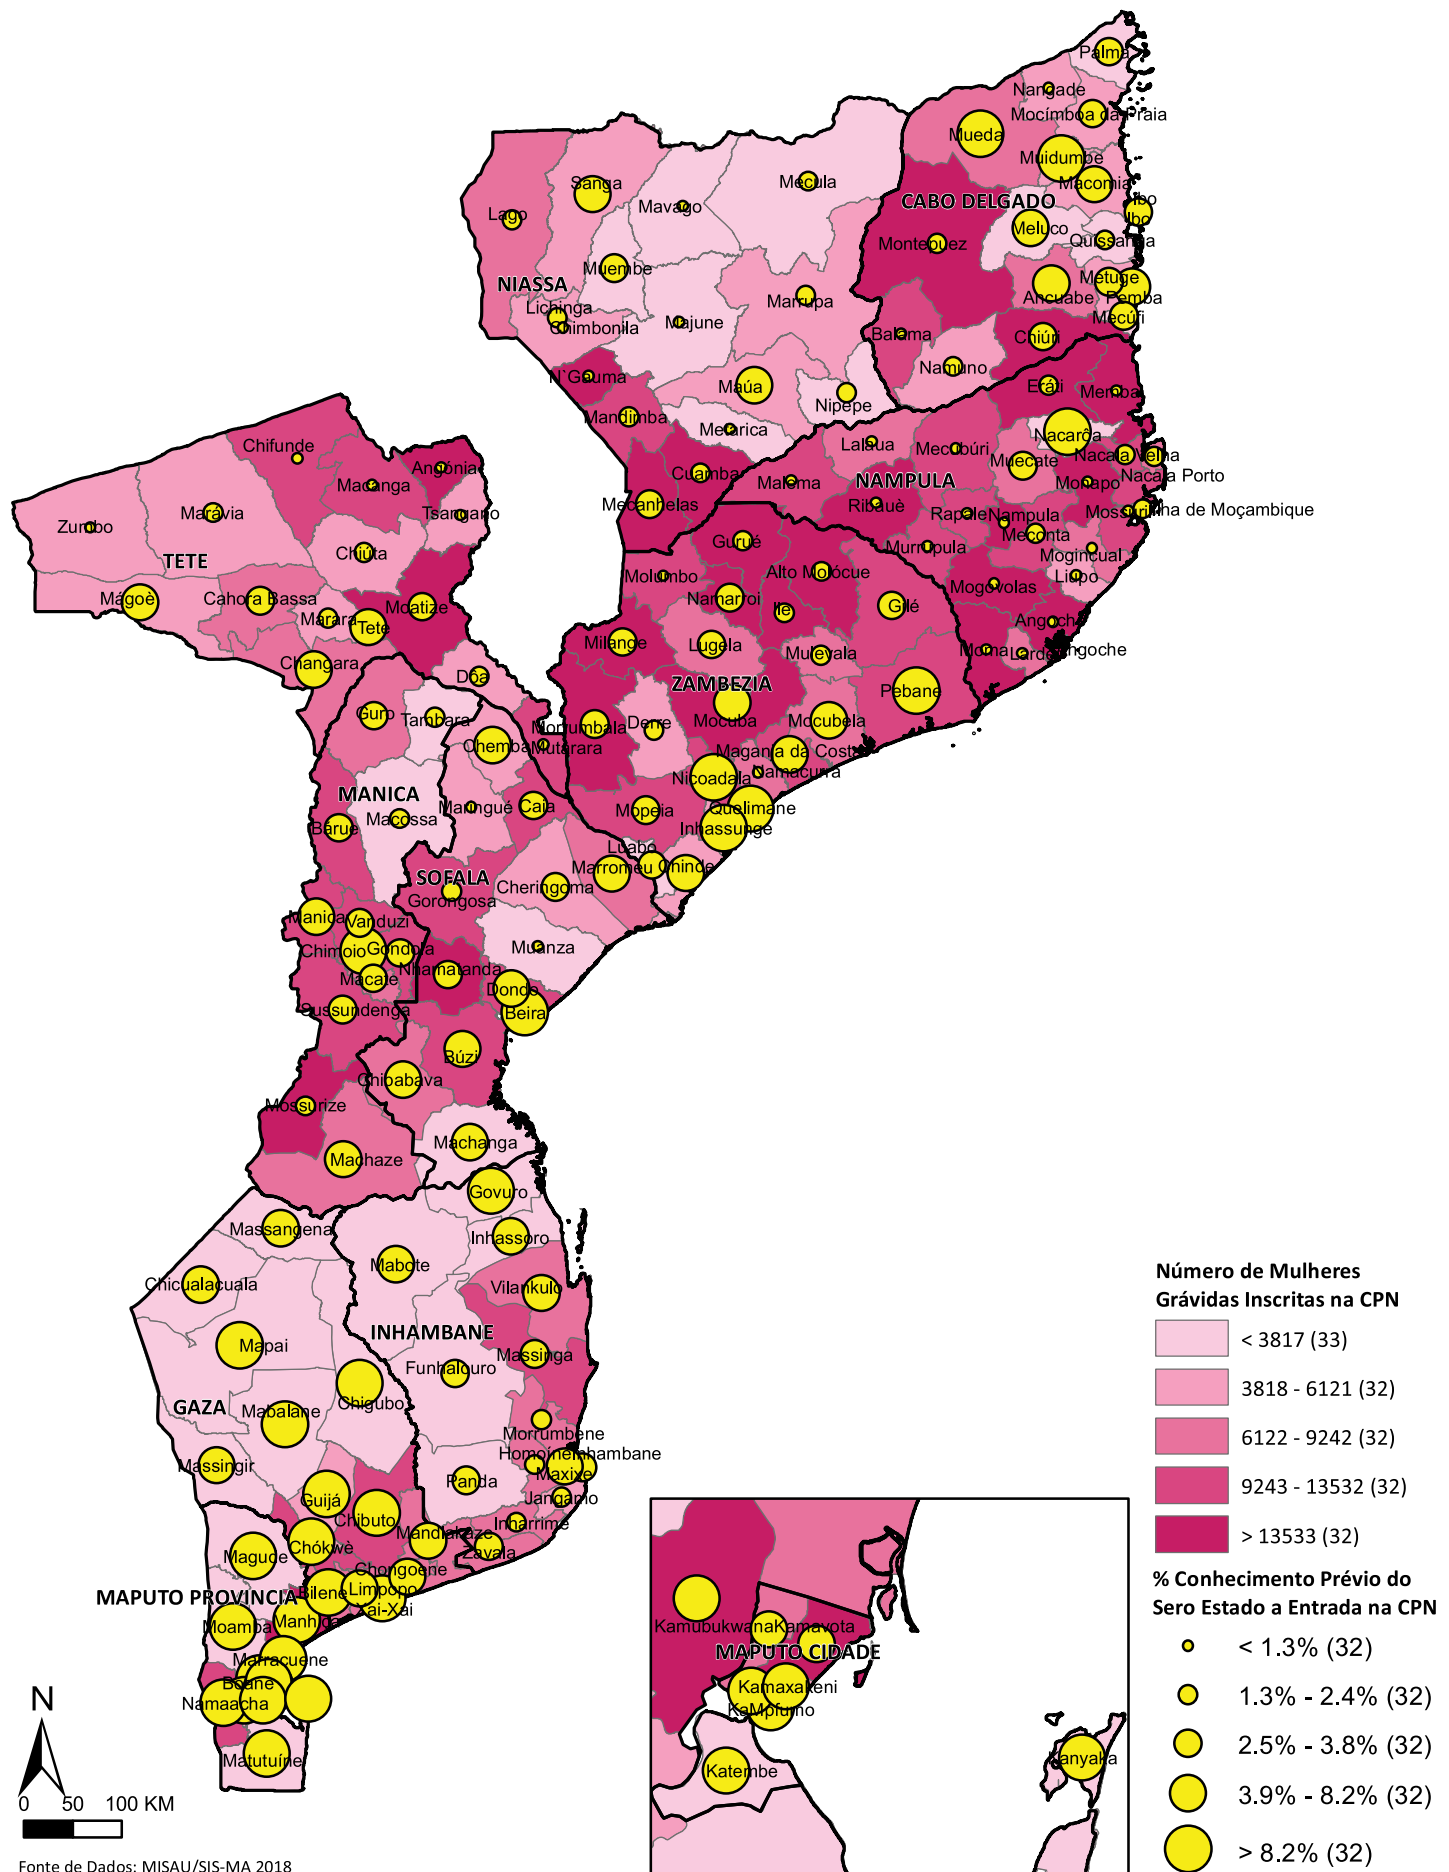 Palma
Nangade
Mocímboa da Praia
Mueda
Muidumbe
Macomia
Mecula
Sanga
Mavago
CABO DELGADO
Ibo
Ibo
Lago
Meluco
Montepuez
Quissanga
Muembe
Metuge
NIASSA
Marrupa
Ancuabe
Pemba
Lichinga
Mecúfi
Chimbonila
Majune
Balama
Chiúri
Namuno
N`Gauma
Maúa
Eráti
Memba
Nipepe
Mandimba
Metarica
Nacarôa
Chifunde
Lalaua
Mecubúri
Nacala Velha
Muecate
Angónia
Cuamba
Nacala Porto
Macanga
Malema
NAMPULA
Monapo
Mecanhelas
Ribauè
Marávia
Tsangano
Rapale
Nampula
Mossuril
Ilha de Moçambique
Zumbo
Meconta
Gurué
Murrupula
Mogincual
Chiúta
TETE
Molumbo
Alto Molócue
Liúpo
Mogovolas
Mágoè
Cahora Bassa
Namarroi
Moatize
Ile
Gilé
Marara
Tete
Angoche
Milange
Lugela
Mulevala
Moma
Larde
Angoche
Changara
Dôa
ZAMBEZIA
Pebane
Guro
Tambara
Mocuba
Mocubela
Morrumbala
Derre
Chemba
Mutarara
Maganja da Costa
Nicoadala
Namacurra
MANICA
Maringué
Caia
Mopeia
Quelimane
Macossa
Bárue
Inhassunge
Luabo
SOFALA
Marromeu
Chinde
Cheringoma
Gorongosa
Manica
Vanduzi
Chimoio
Gondola
Muanza
Nhamatanda
Macate
Dondo
Sussundenga
Beira
Búzi
Chibabava
Mossurize
Machanga
Machaze
Govuro
Massangena
Inhassoro
Mabote
Chicualacuala
Vilankulo
INHAMBANE
Mapai
Massinga
Funhalouro
Chigubo
GAZA
Mabalane
Morrumbene
Homoíne
Inhambane
Massingir
Maxixe
Panda
Guijá
Jangamo
Chibuto
Inharrime
Mandlakaze
Chókwè
Zavala
Magude
Chongoene
Limpopo
MAPUTO PROVINCIA
Bilene
Xai-Xai
Manhiça
Moamba
Marracuene
Boane
Namaacha
Matutuíne
N
0 50 100 KM
Fonte de Dados: MISAU/SIS-MA 2018
Kamubukwana
Kamavota
MAPUTO CIDADE
Kamaxakeni
KaMpfumo
Katembe
Kanyaka
Número de Mulheres
Grávidas Inscritas na CPN
< 3817 (33)
3818 - 6121 (32)
6122 - 9242 (32)
9243 - 13532 (32)
> 13533 (32)
% Conhecimento Prévio do
Sero Estado a Entrada na CPN
< 1.3% (32)
1.3% - 2.4% (32)
2.5% - 3.8% (32)
3.9% - 8.2% (32)
> 8.2% (32)